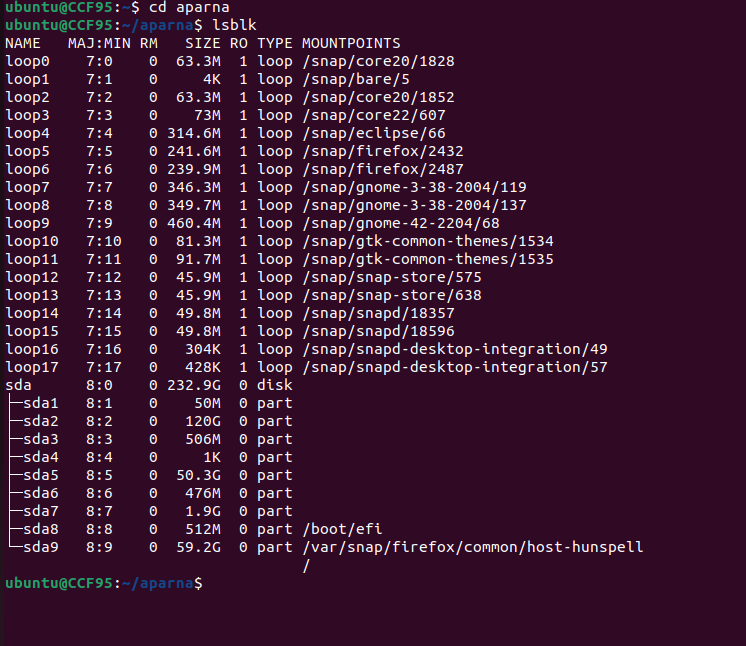 ubuntu@CCF95:~$ cd aparna
ubuntu@CCF95:~/aparna$ lsblk
NAME   MAJ:MIN RM   SIZE RO TYPE MOUNTPOINTS
loop0    7:0    0  63.3M  1 loop /snap/core20/1828
loop1    7:1    0     4K  1 loop /snap/bare/5
loop2    7:2    0  63.3M  1 loop /snap/core20/1852
loop3    7:3    0    73M  1 loop /snap/core22/607
loop4    7:4    0 314.6M  1 loop /snap/eclipse/66
loop5    7:5    0 241.6M  1 loop /snap/firefox/2432
loop6    7:6    0 239.9M  1 loop /snap/firefox/2487
loop7    7:7    0 346.3M  1 loop /snap/gnome-3-38-2004/119
loop8    7:8    0 349.7M  1 loop /snap/gnome-3-38-2004/137
loop9    7:9    0 460.4M  1 loop /snap/gnome-42-2204/68
loop10   7:10   0  81.3M  1 loop /snap/gtk-common-themes/1534
loop11   7:11   0  91.7M  1 loop /snap/gtk-common-themes/1535
loop12   7:12   0  45.9M  1 loop /snap/snap-store/575
loop13   7:13   0  45.9M  1 loop /snap/snap-store/638
loop14   7:14   0  49.8M  1 loop /snap/snapd/18357
loop15   7:15   0  49.8M  1 loop /snap/snapd/18596
loop16   7:16   0   304K  1 loop /snap/snapd-desktop-integration/49
loop17   7:17   0   428K  1 loop /snap/snapd-desktop-integration/57
sda      8:0    0 232.9G  0 disk
├─sda1   8:1    0    50M  0 part
├─sda2   8:2    0   120G  0 part
├─sda3   8:3    0   506M  0 part
├─sda4   8:4    0     1K  0 part
├─sda5   8:5    0  50.3G  0 part
├─sda6   8:6    0   476M  0 part
├─sda7   8:7    0   1.9G  0 part
├─sda8   8:8    0   512M  0 part /boot/efi
└─sda9   8:9    0  59.2G  0 part /var/snap/firefox/common/host-hunspell
                                 /
ubuntu@CCF95:~/aparna$